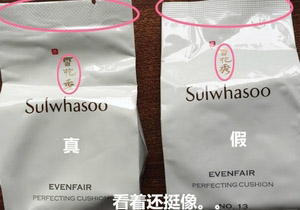 雪花秀
Sulwhasoo
真
EVENFAIR
PERFECTING CUSHION
雪花秀
Sulwhasoo
假
EVENFAIR
PERFECTING CUSHION
NO. 13
看着还挺像。。